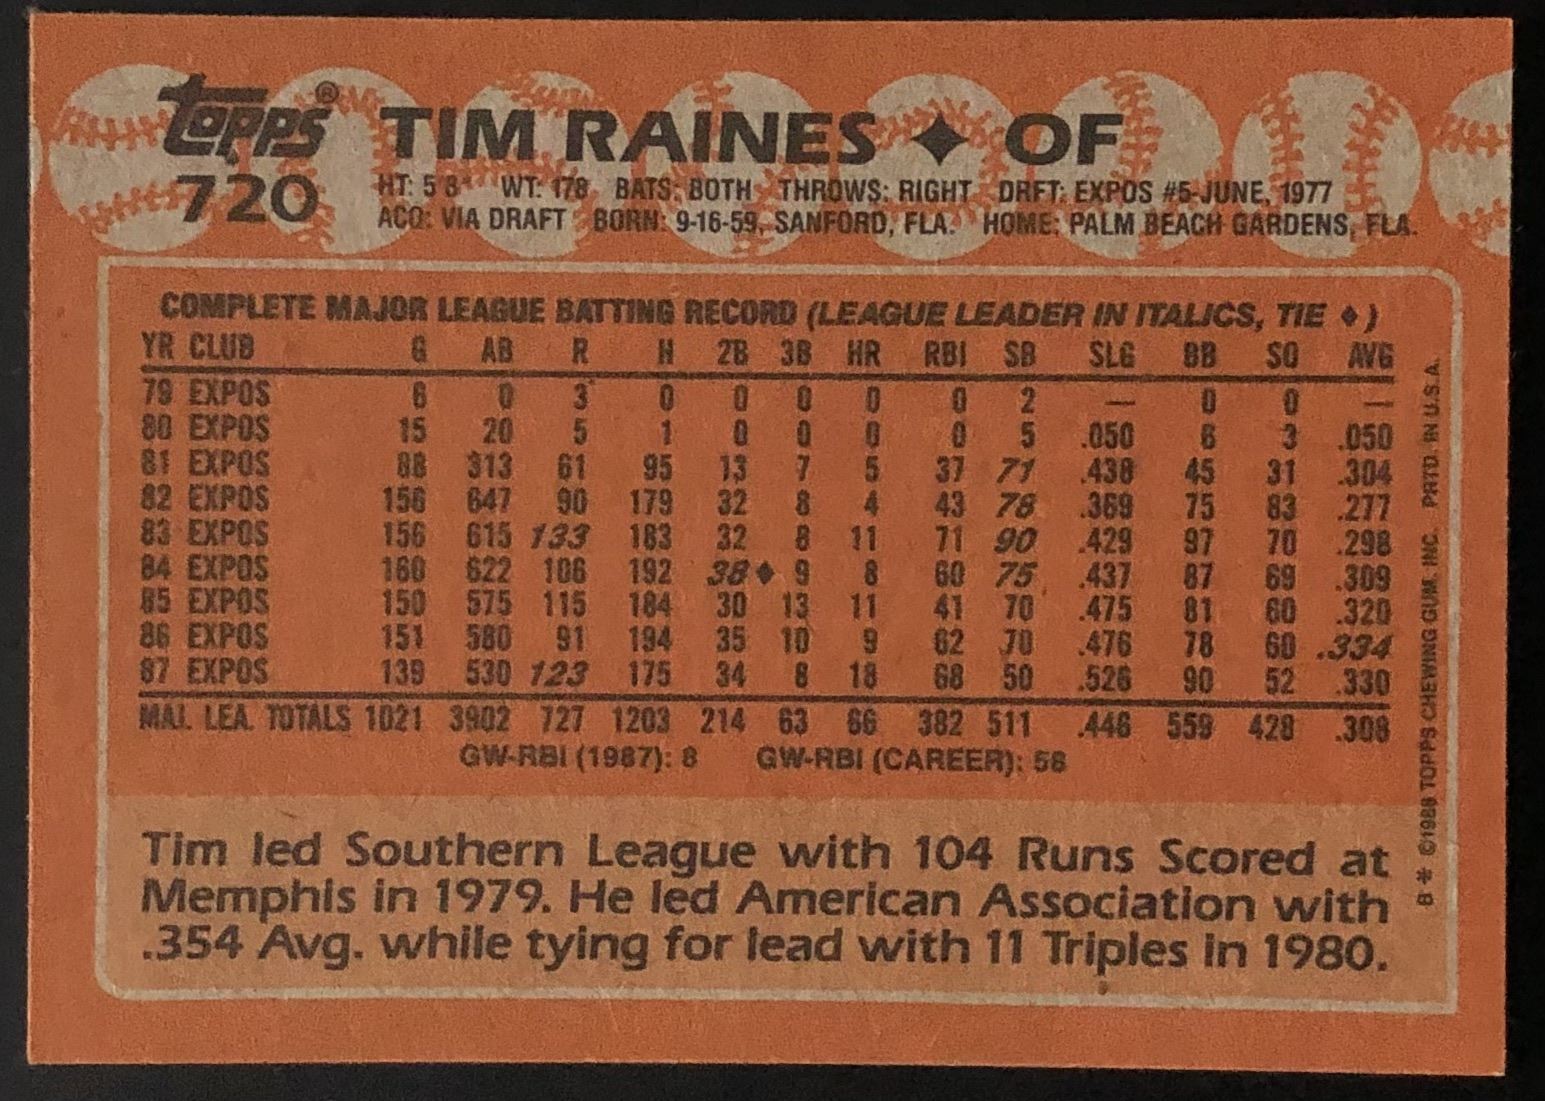 topps®
TIM RAINES ✦ OF
720
HT: 5'8" WT: 178 BATS: BOTH THROWS: RIGHT DRFT: EXPOS #5-JUNE, 1977
ACQ: VIA DRAFT BORN: 9-16-59, SANFORD, FLA. HOME: PALM BEACH GARDENS, FLA.
COMPLETE MAJOR LEAGUE BATTING RECORD (LEAGUE LEADER IN ITALICS, TIE ♦)
YR CLUB G AB R H 2B 3B HR RBI SB SLG BB SO AVG
79 EXPOS 6 0 3 0 0 0 0 0 2 — 0 0 —
80 EXPOS 15 20 5 1 0 0 0 0 5 .050 6 3 .050
81 EXPOS 88 313 61 95 13 7 5 37 71 .438 45 31 .304
82 EXPOS 156 647 90 179 32 8 4 43 78 .369 75 83 .277
83 EXPOS 156 615 133 183 32 8 11 71 90 .429 97 70 .298
84 EXPOS 160 622 106 192 38♦ 9 8 60 75 .437 87 69 .309
85 EXPOS 150 575 115 184 30 13 11 41 70 .475 81 60 .320
86 EXPOS 151 580 91 194 35 10 9 62 70 .476 78 60 .334
87 EXPOS 139 530 123 175 34 8 18 68 50 .526 90 52 .330
MAJ. LEA. TOTALS 1021 3902 727 1203 214 63 66 382 511 .446 559 428 .308
GW-RBI (1987): 8 GW-RBI (CAREER): 56
Tim led Southern League with 104 Runs Scored at
Memphis in 1979. He led American Association with
.354 Avg. while tying for lead with 11 Triples in 1980.
B * ©1988 TOPPS CHEWING GUM, INC. PRTD. IN U.S.A.